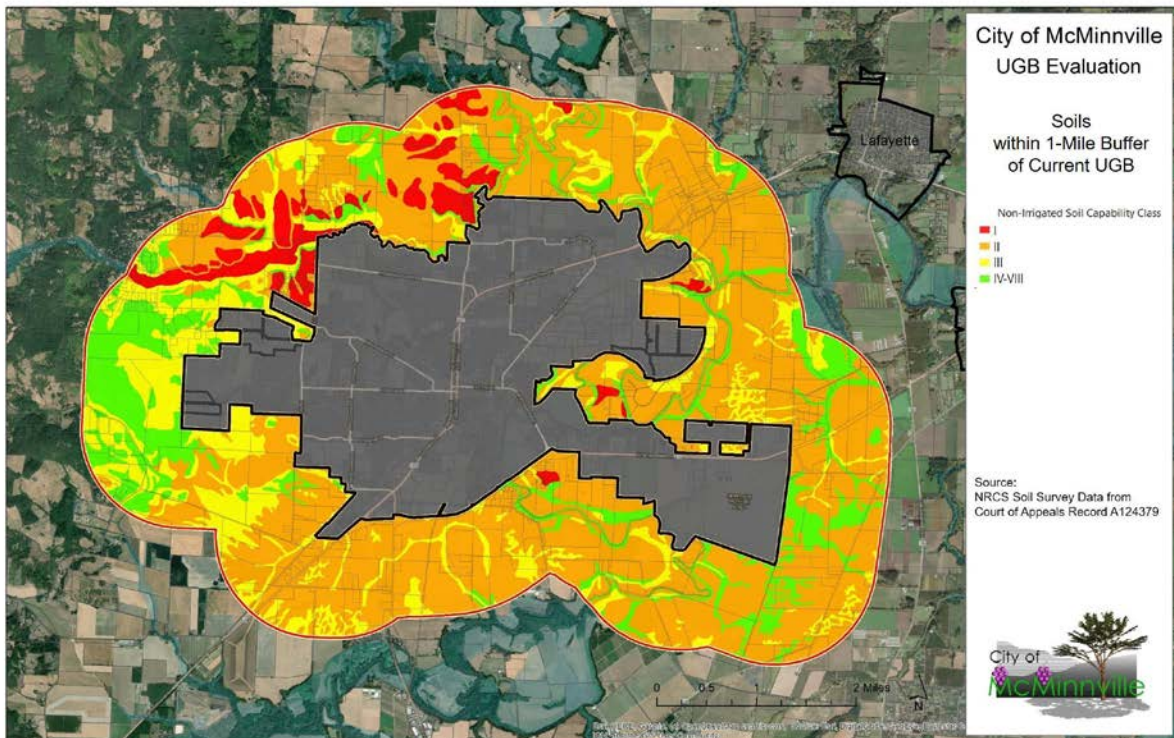 City of McMinnville
UGB Evaluation
Soils
within 1-Mile Buffer
of Current UGB
Lafayette
Non-Irrigated Soil Capability Class
I
II
III
IV-VIII
Source:
NRCS Soil Survey Data from
Court of Appeals Record A124379
City of
McMinnville
0 0.5 1 2 Miles
N